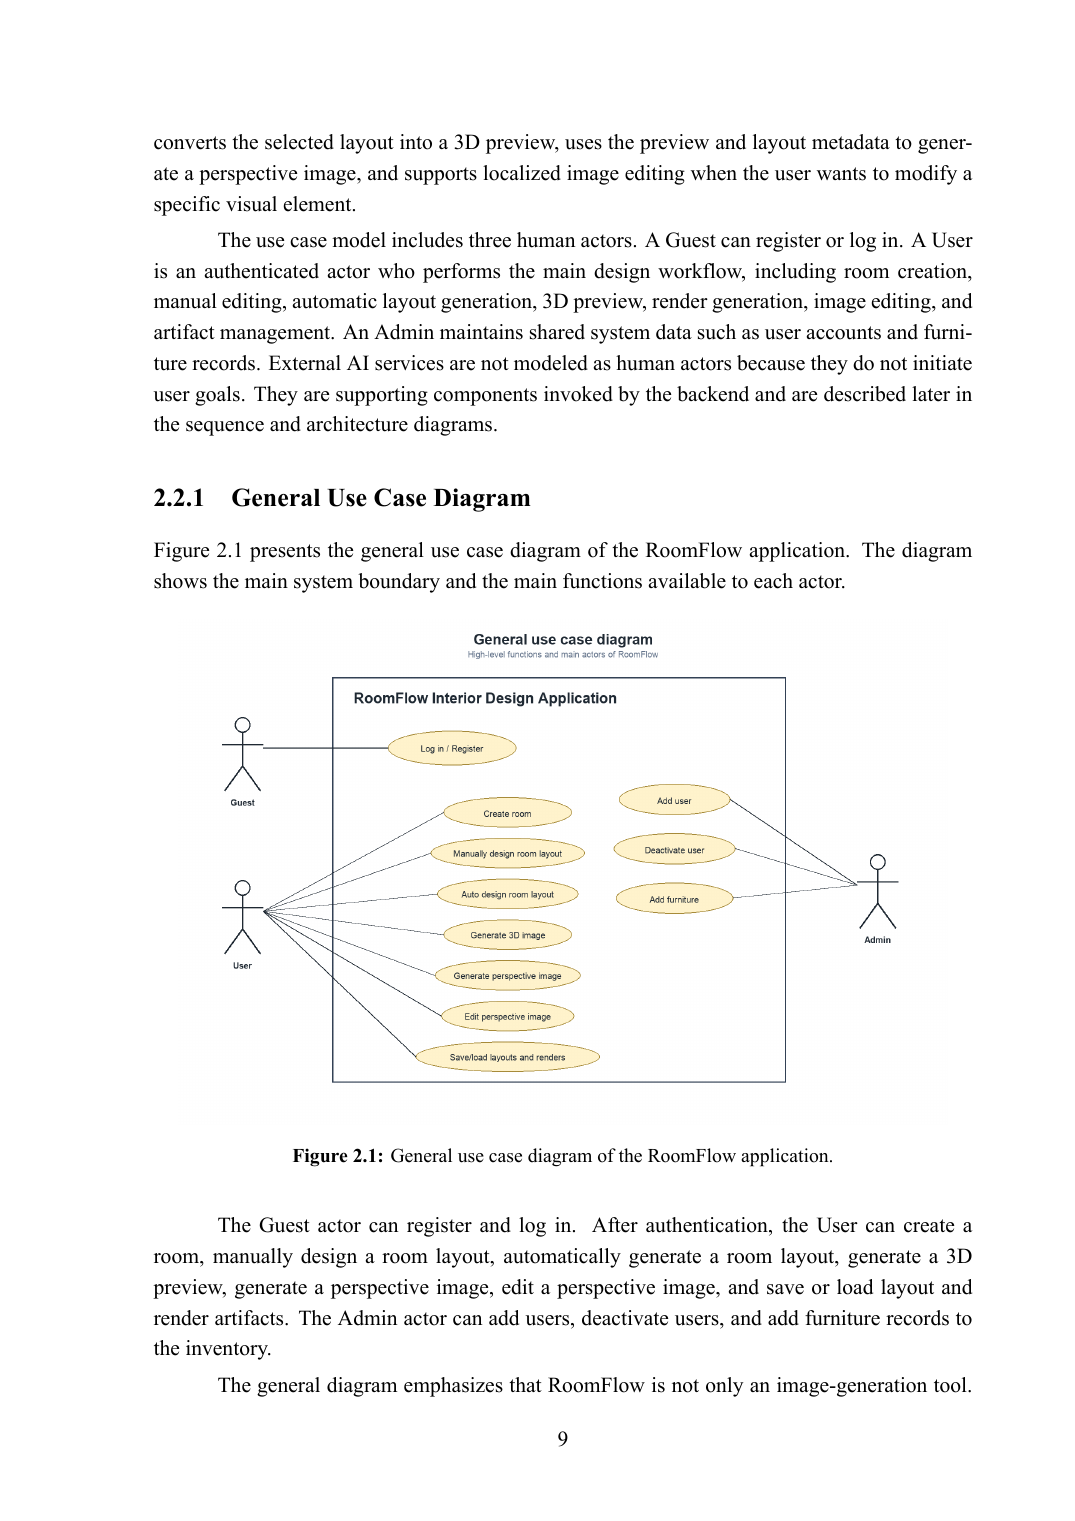 converts the selected layout into a 3D preview, uses the preview and layout metadata to gener-
ate a perspective image, and supports localized image editing when the user wants to modify a
specific visual element.
The use case model includes three human actors. A Guest can register or log in. A User
is an authenticated actor who performs the main design workflow, including room creation,
manual editing, automatic layout generation, 3D preview, render generation, image editing, and
artifact management. An Admin maintains shared system data such as user accounts and furni-
ture records. External AI services are not modeled as human actors because they do not initiate
user goals. They are supporting components invoked by the backend and are described later in
the sequence and architecture diagrams.
2.2.1 General Use Case Diagram
Figure 2.1 presents the general use case diagram of the RoomFlow application. The diagram
shows the main system boundary and the main functions available to each actor.
General use case diagram
High-level functions and main actors of RoomFlow
RoomFlow Interior Design Application
Log in / Register
Guest
Create room
Manually design room layout
Auto design room layout
Generate 3D image
Generate perspective image
Edit perspective image
Save/load layouts and renders
User
Add user
Deactivate user
Add furniture
Admin
Figure 2.1: General use case diagram of the RoomFlow application.
The Guest actor can register and log in. After authentication, the User can create a
room, manually design a room layout, automatically generate a room layout, generate a 3D
preview, generate a perspective image, edit a perspective image, and save or load layout and
render artifacts. The Admin actor can add users, deactivate users, and add furniture records to
the inventory.
The general diagram emphasizes that RoomFlow is not only an image-generation tool.
9